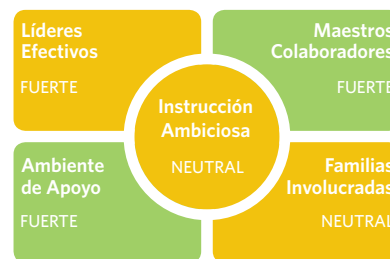 Líderes
Efectivos
FUERTE
Maestros
Colaboradores
FUERTE
Instrucción
Ambiciosa
NEUTRAL
Ambiente
de Apoyo
FUERTE
Familias
Involucradas
NEUTRAL